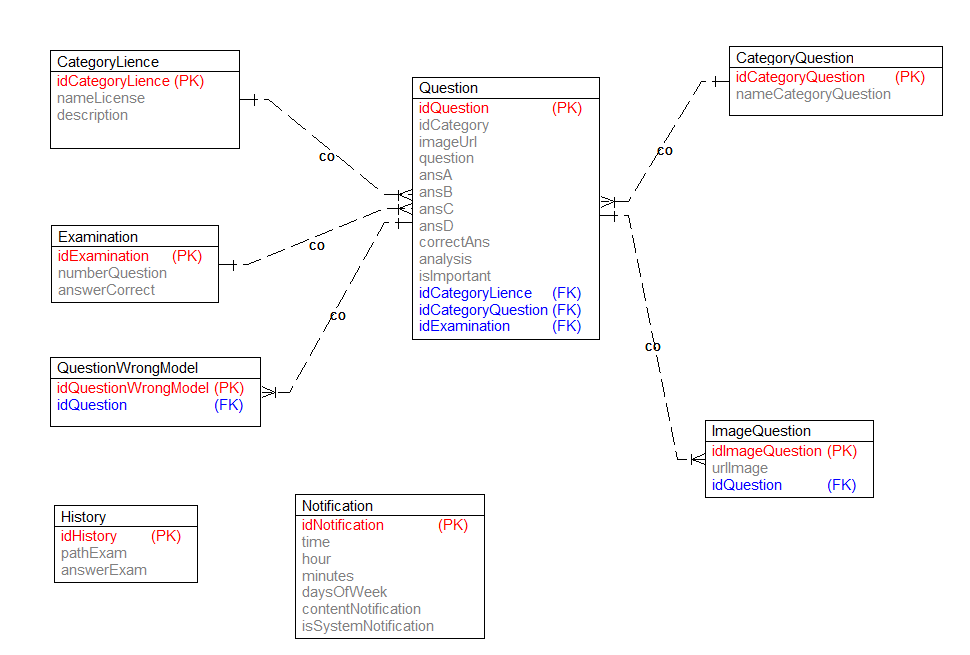 CategoryLience
idCategoryLience (PK)
nameLicense
description
Question
idQuestion (PK)
idCategory
imageUrl
question
ansA
ansB
ansC
ansD
correctAns
analysis
isImportant
idCategoryLience (FK)
idCategoryQuestion (FK)
idExamination (FK)
CategoryQuestion
idCategoryQuestion (PK)
nameCategoryQuestion
co
co
Examination
idExamination (PK)
numberQuestion
answerCorrect
co
co
co
QuestionWrongModel
idQuestionWrongModel (PK)
idQuestion (FK)
ImageQuestion
idImageQuestion (PK)
urlImage
idQuestion (FK)
History
idHistory (PK)
pathExam
answerExam
Notification
idNotification (PK)
time
hour
minutes
daysOfWeek
contentNotification
isSystemNotification